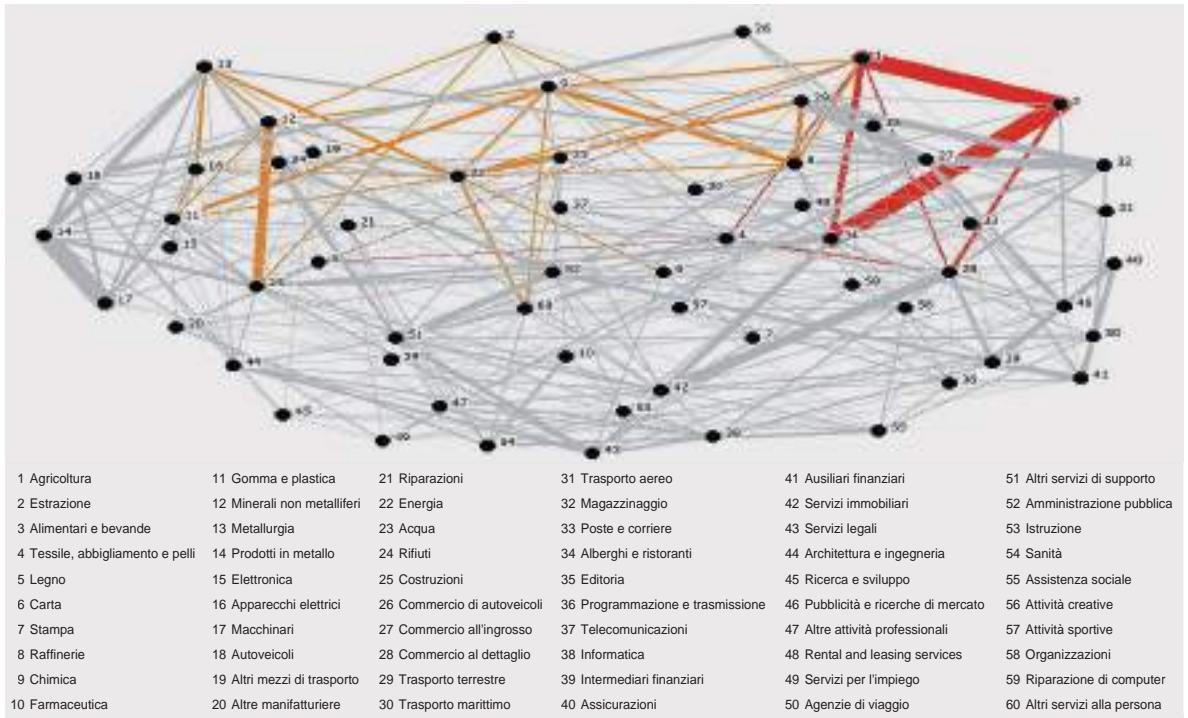 1 Agricultura 11 Gomma e plastica 21 Riparazioni 31 Trasporto aereo 41 Ausiliari finanziari 51 Altri servizi di supporto
2 Estrazione 12 Minerali non metalliferi 22 Energia 32 Magazzinaggio 42 Servizi immobiliari 52 Amministrazione pubblica
3 Alimentari e bevande 13 Metallurgia 23 Acqua 33 Poste e corriere 43 Servizi legali 53 Istruzione
4 Tessile, abbigliamento e pelli 14 Prodotti in metallo 24 Rifiuti 34 Alberghi e ristoranti 44 Architettura e ingegneria 54 Sanità
5 Legno 15 Elettronica 25 Costruzioni 35 Editoria 45 Ricerca e sviluppo 55 Assistenza sociale
6 Carta 16 Apparecchi elettrici 26 Commercio di autoveicoli 36 Programmazione e trasmissione 46 Pubblicità e ricerche di mercato 56 Attività creative
7 Stampa 17 Macchinari 27 Commercio all'ingrosso 37 Telecomunicazioni 47 Altre attività professionali 57 Attività sportive
8 Raffinerie 18 Autoveicoli 28 Commercio al dettaglio 38 Informatica 48 Rental and leasing services 58 Organizzazioni
9 Chimica 19 Altri mezzi di trasporto 29 Trasporto terrestre 39 Intermediari finanziari 49 Servizi per l'impiego 59 Riparazione di computer
10 Farmaceutica 20 Altre manifatturiere 30 Trasporto marittimo 40 Assicurazioni 50 Agenzie di viaggio 60 Altri servizi alla persona